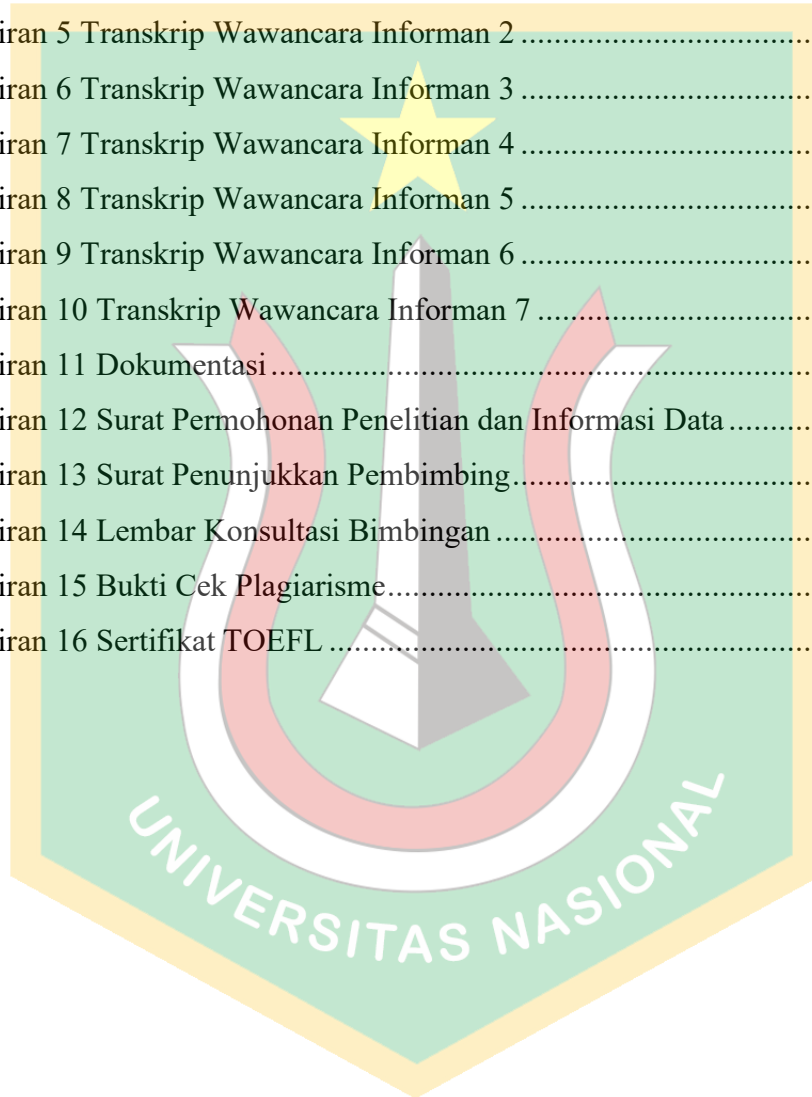 iran 5 Transkrip Wawancara Informan 2 ....................................
iran 6 Transkrip Wawancara Informan 3 ....................................
iran 7 Transkrip Wawancara Informan 4 ....................................
iran 8 Transkrip Wawancara Informan 5 ....................................
iran 9 Transkrip Wawancara Informan 6 ....................................
iran 10 Transkrip Wawancara Informan 7 ..................................
iran 11 Dokumentasi ....................................................................
iran 12 Surat Permohonan Penelitian dan Informasi Data ..........
iran 13 Surat Penunjukkan Pembimbing.....................................
iran 14 Lembar Konsultasi Bimbingan .......................................
iran 15 Bukti Cek Plagiarisme.....................................................
iran 16 Sertifikat TOEFL ............................................................
UNIVERSITAS NASIONAL